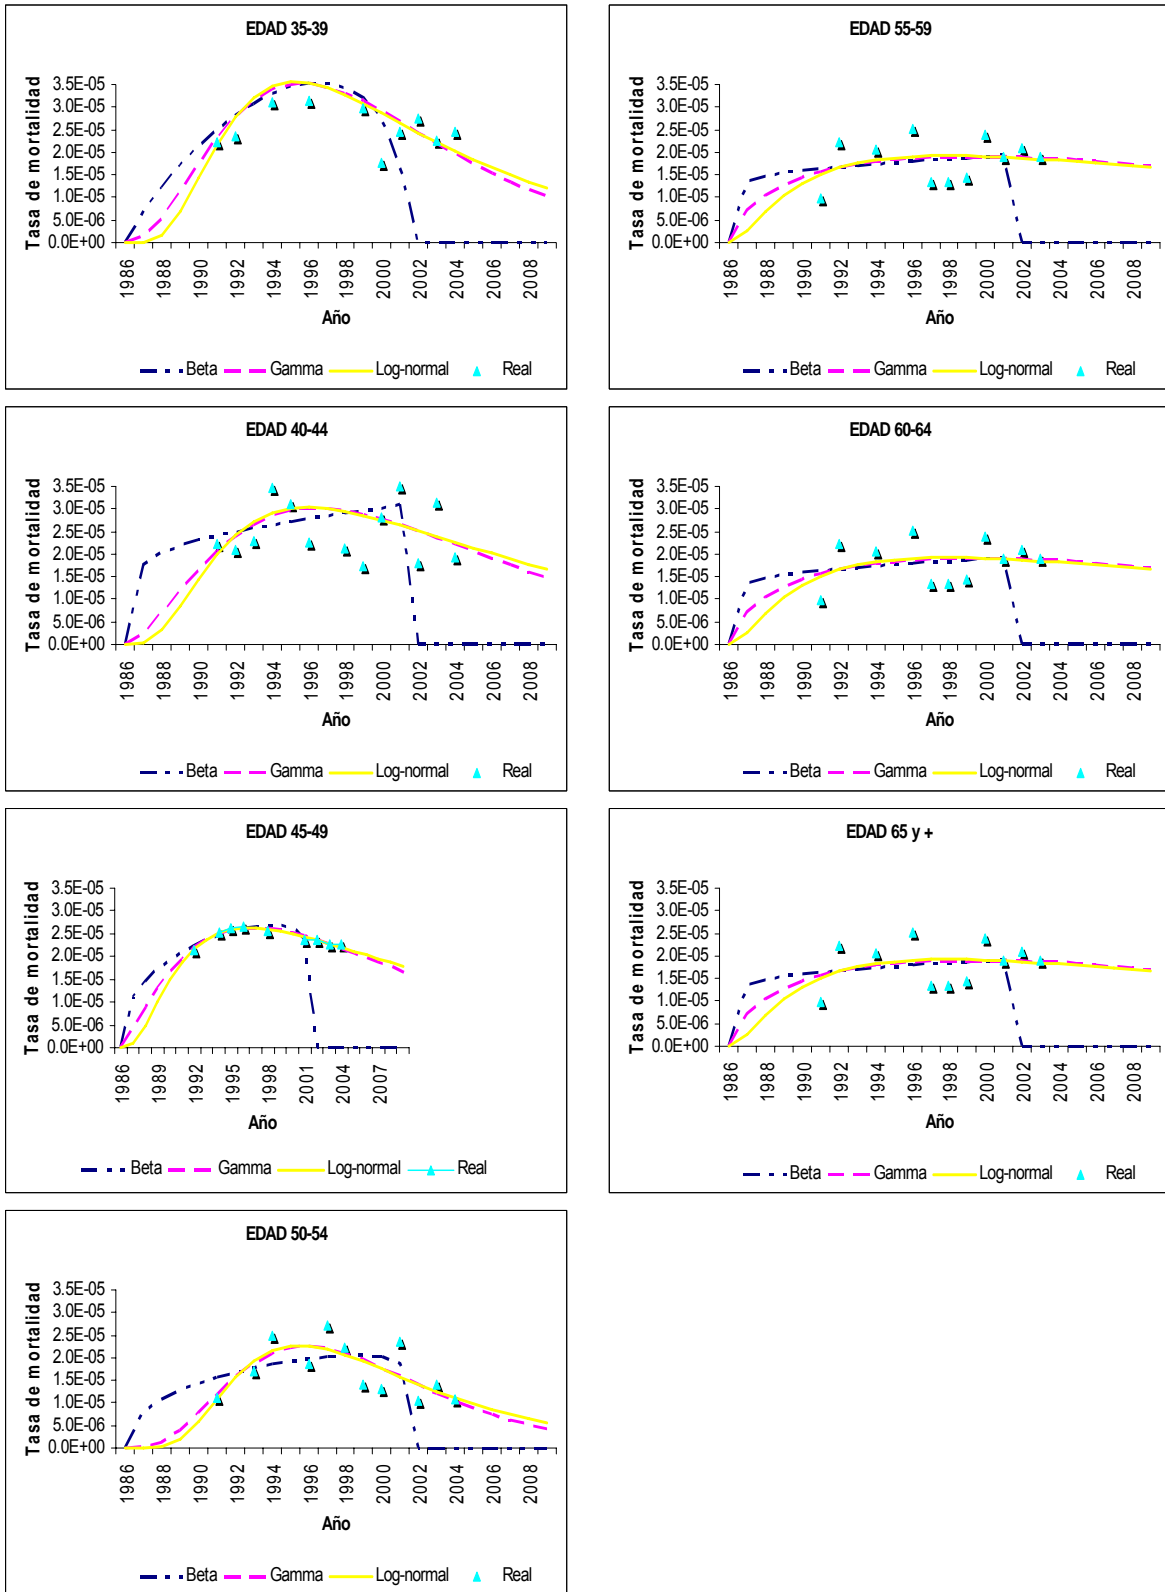 EDAD 35-39
Tasa de mortalidad
3.5E-05
3.0E-05
2.5E-05
2.0E-05
1.5E-05
1.0E-05
5.0E-06
0.0E+00
1986 1988 1990 1992 1994 1996 1998 2000 2002 2004 2006 2008
Año
Beta Gamma Log-normal Real
EDAD 55-59
Tasa de mortalidad
3.5E-05
3.0E-05
2.5E-05
2.0E-05
1.5E-05
1.0E-05
5.0E-06
0.0E+00
1986 1988 1990 1992 1994 1996 1998 2000 2002 2004 2006 2008
Año
Beta Gamma Log-normal Real
EDAD 40-44
Tasa de mortalidad
3.5E-05
3.0E-05
2.5E-05
2.0E-05
1.5E-05
1.0E-05
5.0E-06
0.0E+00
1986 1988 1990 1992 1994 1996 1998 2000 2002 2004 2006 2008
Año
Beta Gamma Log-normal Real
EDAD 60-64
Tasa de mortalidad
3.5E-05
3.0E-05
2.5E-05
2.0E-05
1.5E-05
1.0E-05
5.0E-06
0.0E+00
1986 1988 1990 1992 1994 1996 1998 2000 2002 2004 2006 2008
Año
Beta Gamma Log-normal Real
EDAD 45-49
Tasa de mortalidad
3.5E-05
3.0E-05
2.5E-05
2.0E-05
1.5E-05
1.0E-05
5.0E-06
0.0E+00
1986 1989 1992 1995 1998 2001 2004 2007
Año
Beta Gamma Log-normal Real
EDAD 65 y +
Tasa de mortalidad
3.5E-05
3.0E-05
2.5E-05
2.0E-05
1.5E-05
1.0E-05
5.0E-06
0.0E+00
1986 1988 1990 1992 1994 1996 1998 2000 2002 2004 2006 2008
Año
Beta Gamma Log-normal Real
EDAD 50-54
Tasa de mortalidad
3.5E-05
3.0E-05
2.5E-05
2.0E-05
1.5E-05
1.0E-05
5.0E-06
0.0E+00
1986 1988 1990 1992 1994 1996 1998 2000 2002 2004 2006 2008
Año
Beta Gamma Log-normal Real